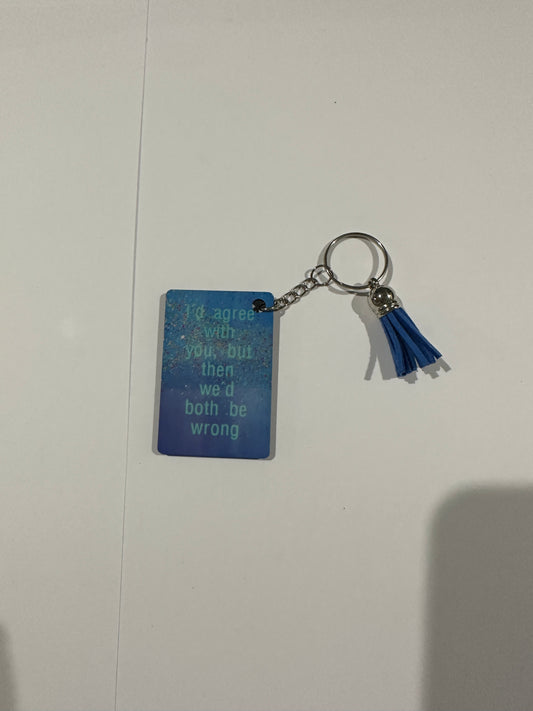 I'd agree
with
you, but
then
we'd
both be
wrong